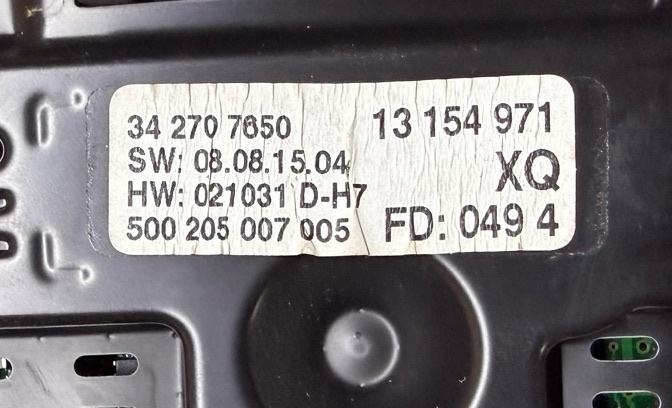 34 270 7650
SW: 08.08.15.04
HW: 021031 D-H7
500 205 007 005
13 154 971
XQ
FD: 049 4